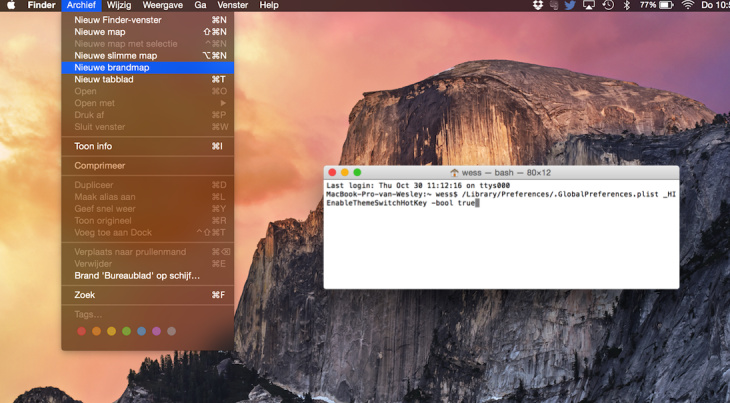 Finder Archief Wijzig Weergave Ga Venster Help 77% Do 10:5
Nieuw Finder-venster ⌘N
Nieuwe map ⇧⌘N
Nieuwe map met selectie ^⌘N
Nieuwe slimme map ⌥⌘N
Nieuwe brandmap
Nieuw tabblad ⌘T
Open ⌘O
Open met ▶
Druk af ⌘P
Sluit venster ⌘W
Toon info ⌘I
Comprimeer
Dupliceer ⌘D
Maak alias aan ⌘L
Geef snel weer ⌘Y
Toon origineel ⌘R
Voeg toe aan Dock ^⇧⌘T
Verplaats naar prullenmand ⌘⌫
Verwijder ⌘E
Brand 'Bureaublad' op schijf...
Zoek ⌘F
Tags...
wess — bash — 80×12
Last login: Thu Oct 30 11:12:16 on ttys000
MacBook-Pro-van-Wesley:~ wess$ /Library/Preferences/.GlobalPreferences.plist _HI
EnableThemeSwitchHotKey -bool true